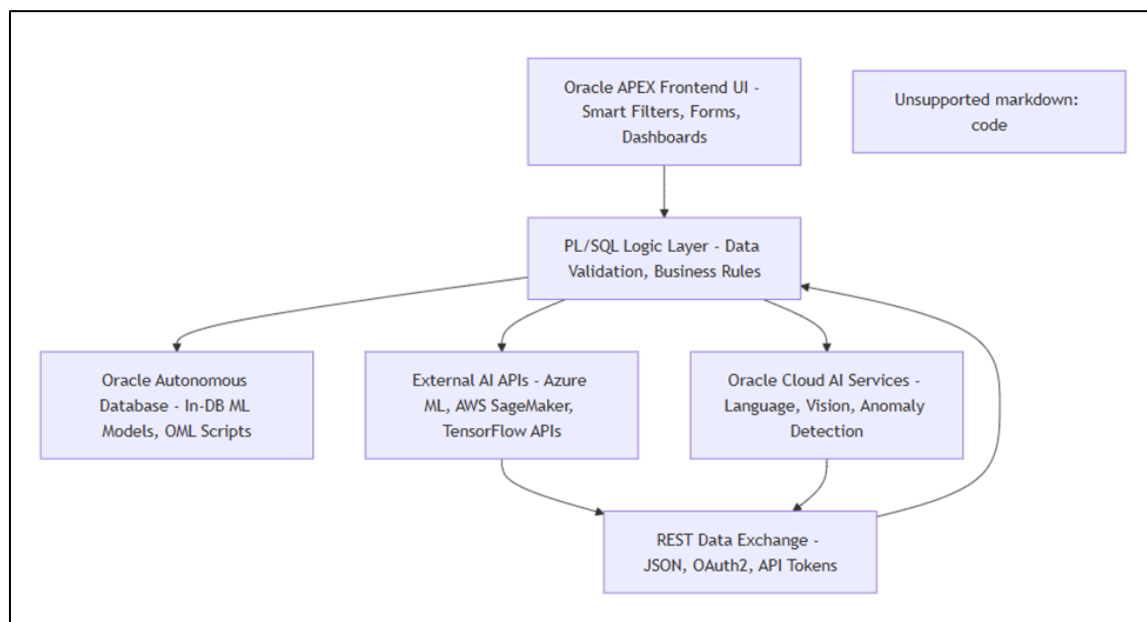 Oracle APEX Frontend UI -
Smart Filters, Forms,
Dashboards
Unsupported markdown:
code
PL/SQL Logic Layer - Data
Validation, Business Rules
Oracle Autonomous
Database - In-DB ML
Models, OML Scripts
External AI APIs - Azure
ML, AWS SageMaker,
TensorFlow APIs
Oracle Cloud AI Services -
Language, Vision, Anomaly
Detection
REST Data Exchange -
JSON, OAuth2, API Tokens